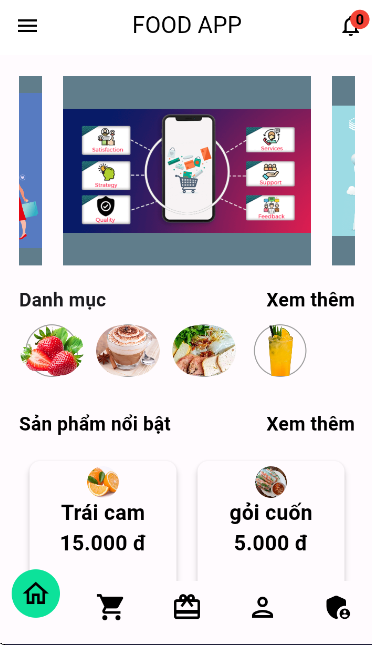 FOOD APP
0
Satisfaction
Services
Strategy
Support
Quality
Feedback
Danh mục
Xem thêm
Sản phẩm nổi bật
Xem thêm
Trái cam
15.000 đ
gỏi cuốn
5.000 đ